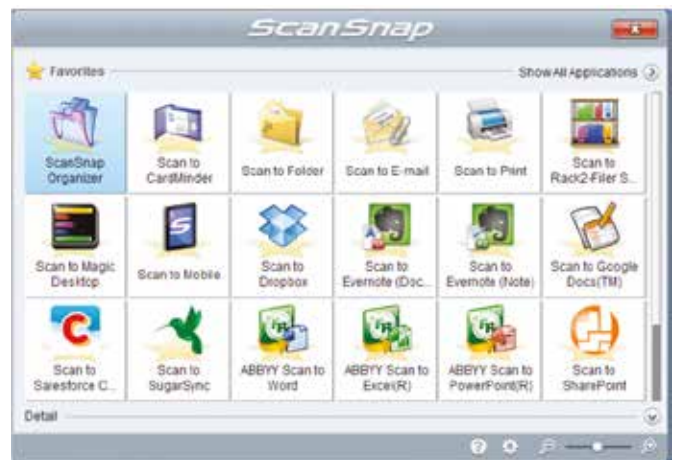 ScanSnap
Favorites
Show All Applications
ScanSnap
Organizer
Scan to
CardMinder
Scan to Folder
Scan to E-mail
Scan to Print
Scan to
Rack2-Filer S...
Scan to Magic
Desktop
Scan to Mobile
Scan to
Dropbox
Scan to
Evernote (Doc...
Scan to
Evernote (Note)
Scan to Google
Docs(TM)
Scan to
Salesforce C...
Scan to
SugarSync
ABBYY Scan to
Word
ABBYY Scan to
Excel(R)
ABBYY Scan to
PowerPoint(R)
Scan to
SharePoint
Detail